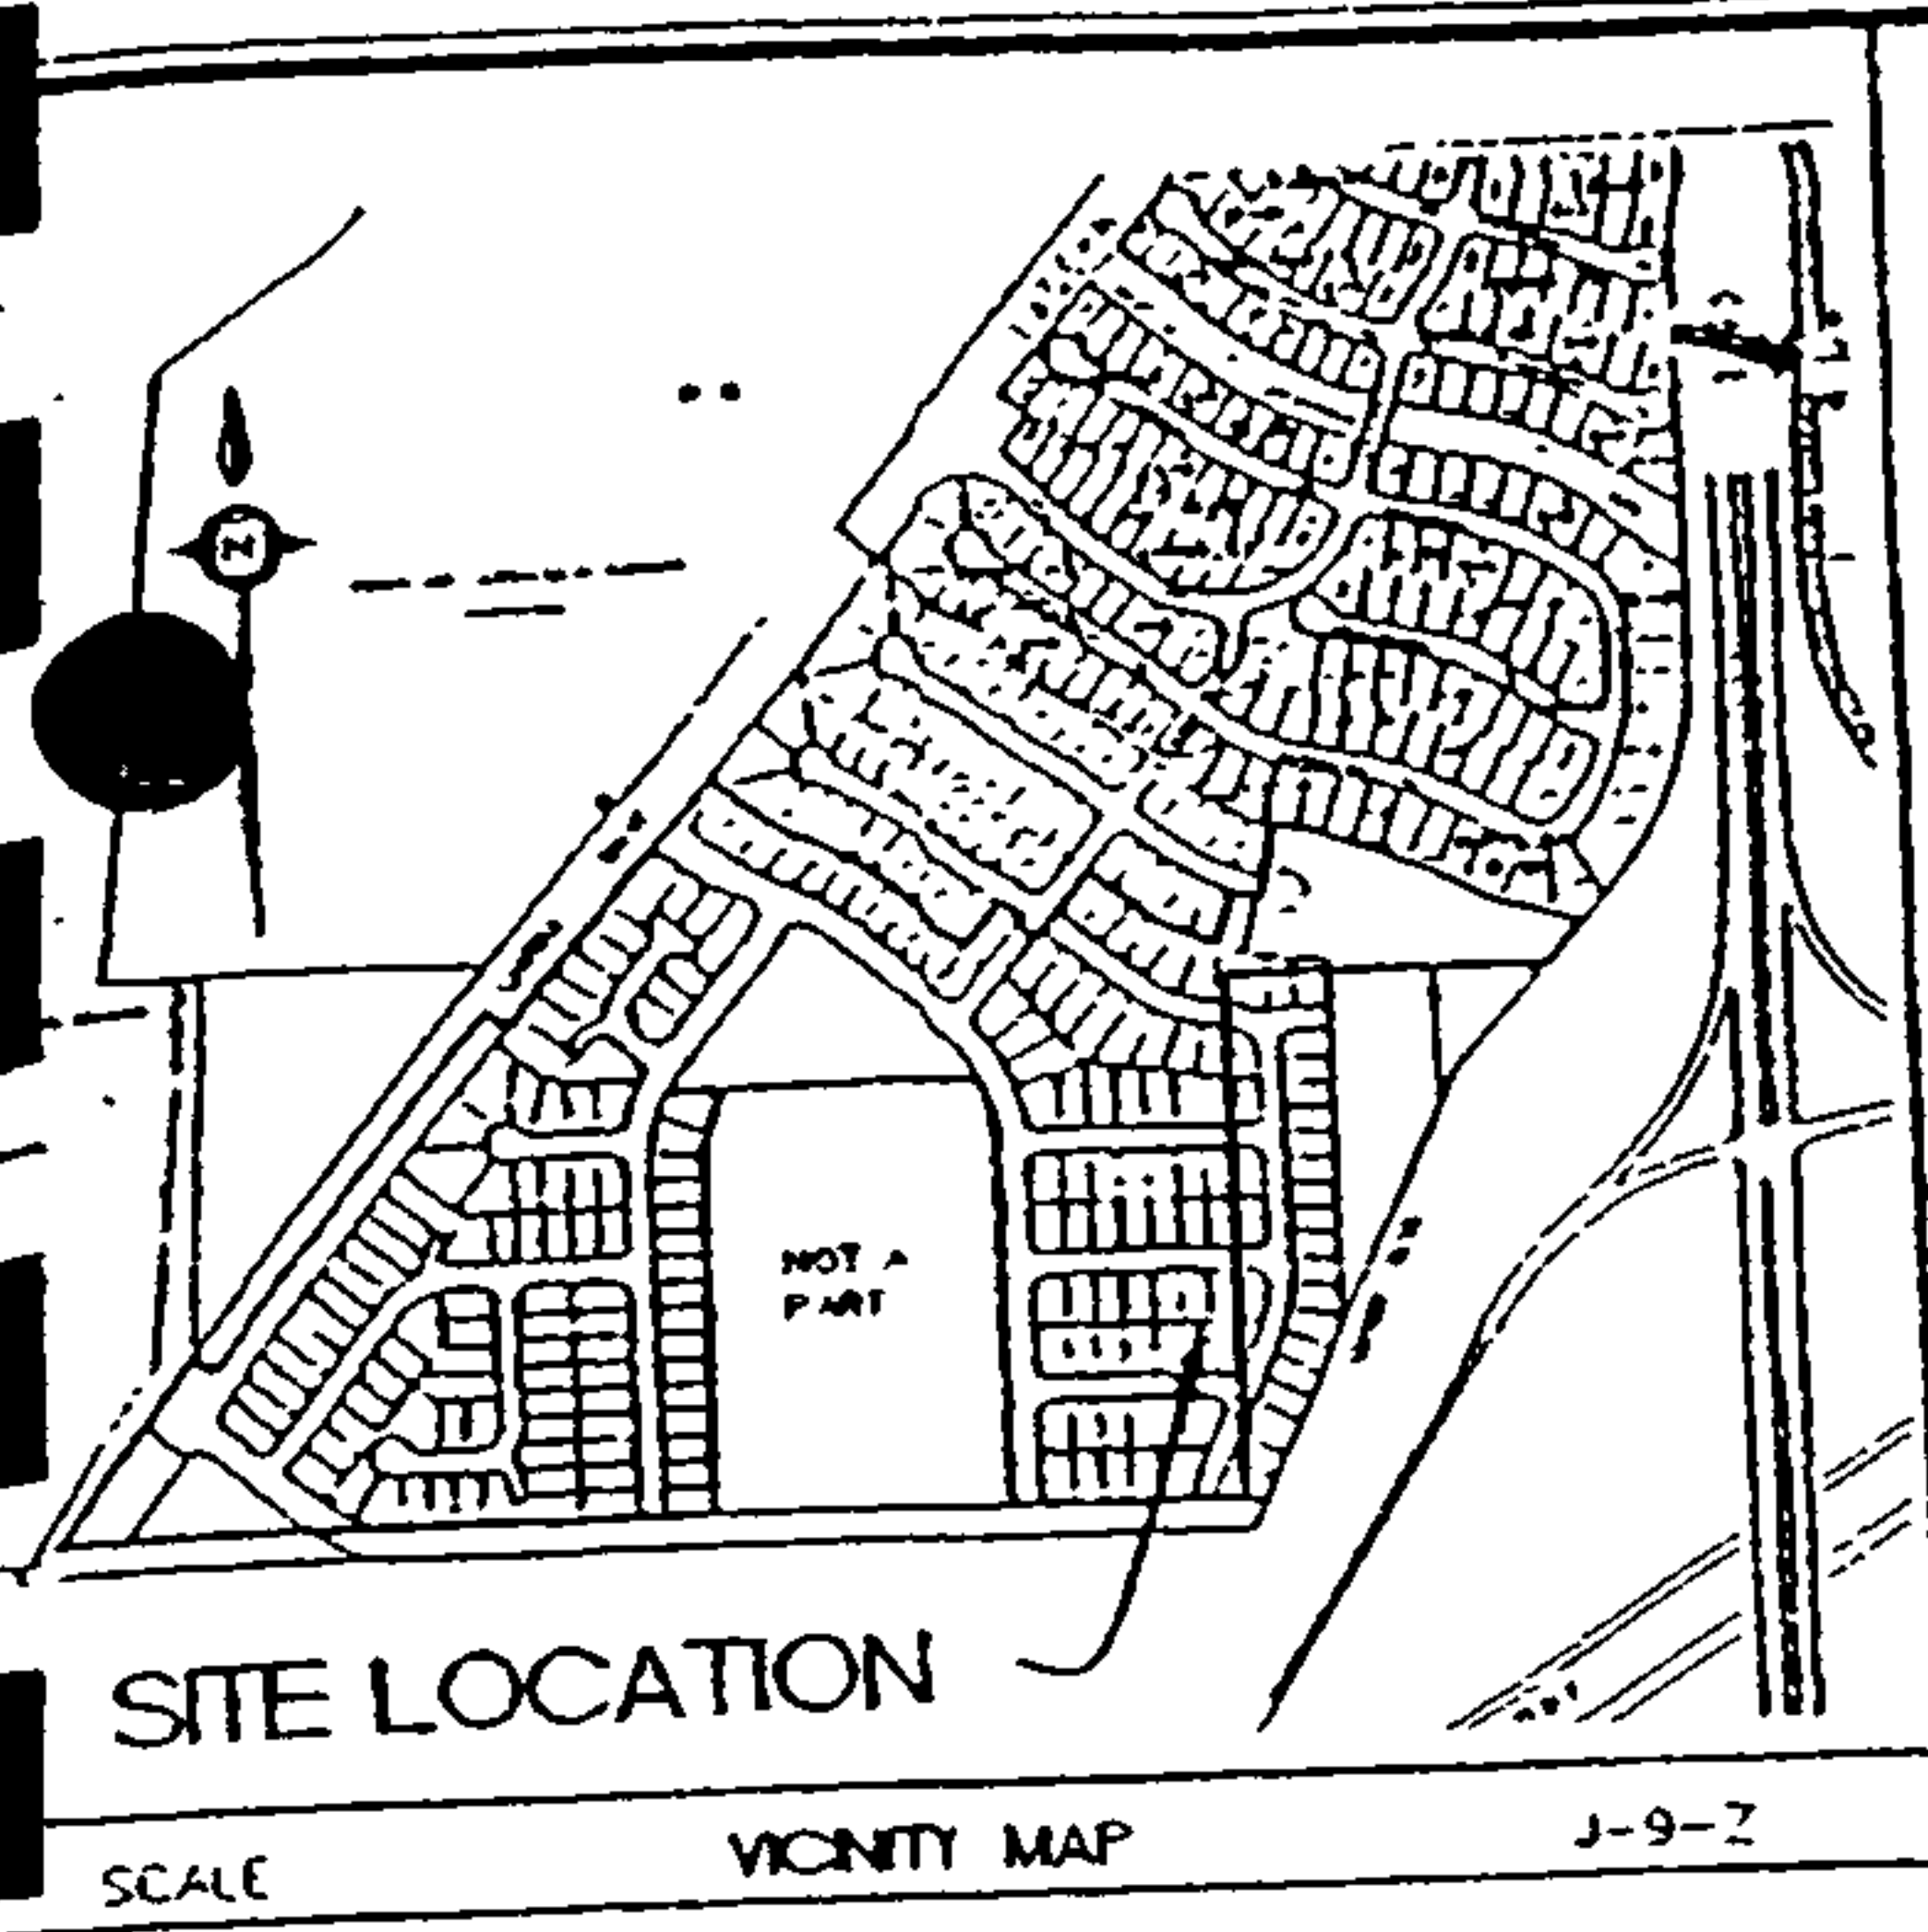 N
NOT A
PART
SITE LOCATION
VICINITY MAP
J-9-Z
SCALE